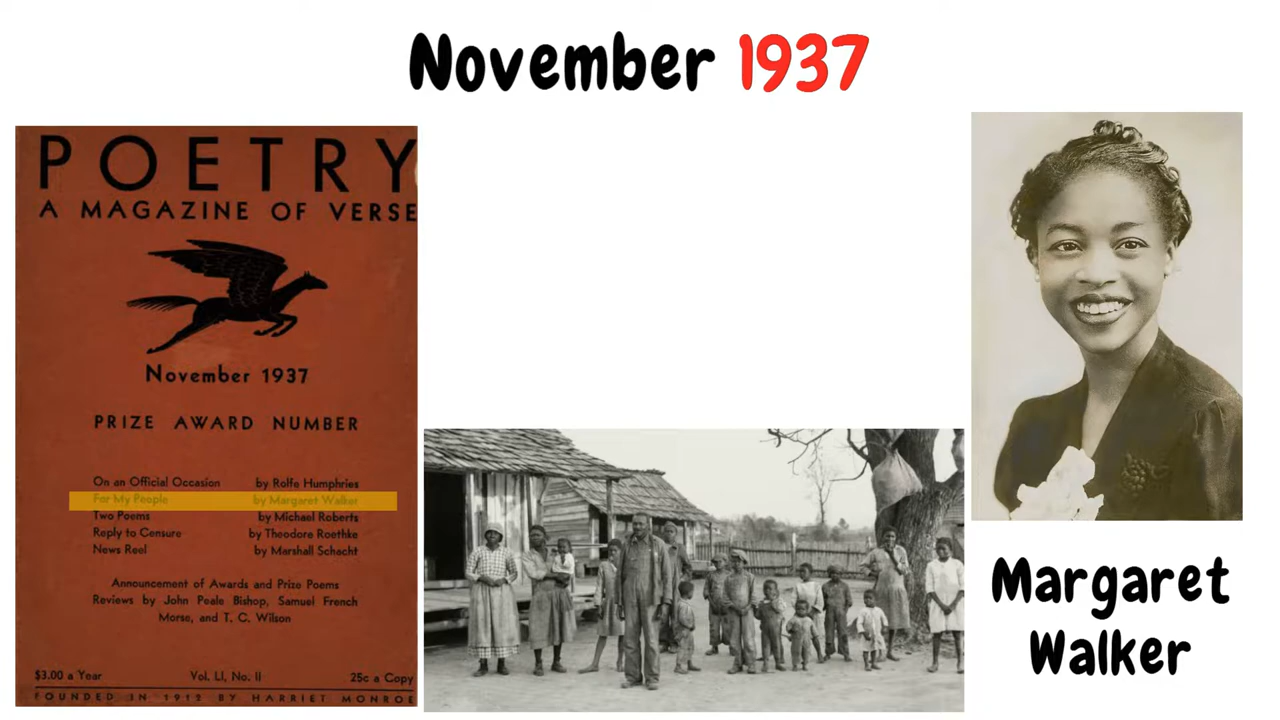 November 1937
POETRY
A MAGAZINE OF VERSE
November 1937
PRIZE AWARD NUMBER
On an Official Occasion by Rolfe Humphries
For My People by Margaret Walker
Two Poems by Michael Roberts
Reply to Censure by Theodore Roethke
News Reel by Marshall Schacht
Announcement of Awards and Prize Poems
Reviews by John Peale Bishop, Samuel French
Morse, and T. C. Wilson
$3.00 a Year Vol. LI, No. II 25c a Copy
FOUNDED IN 1912 BY HARRIET MONROE
Margaret
Walker